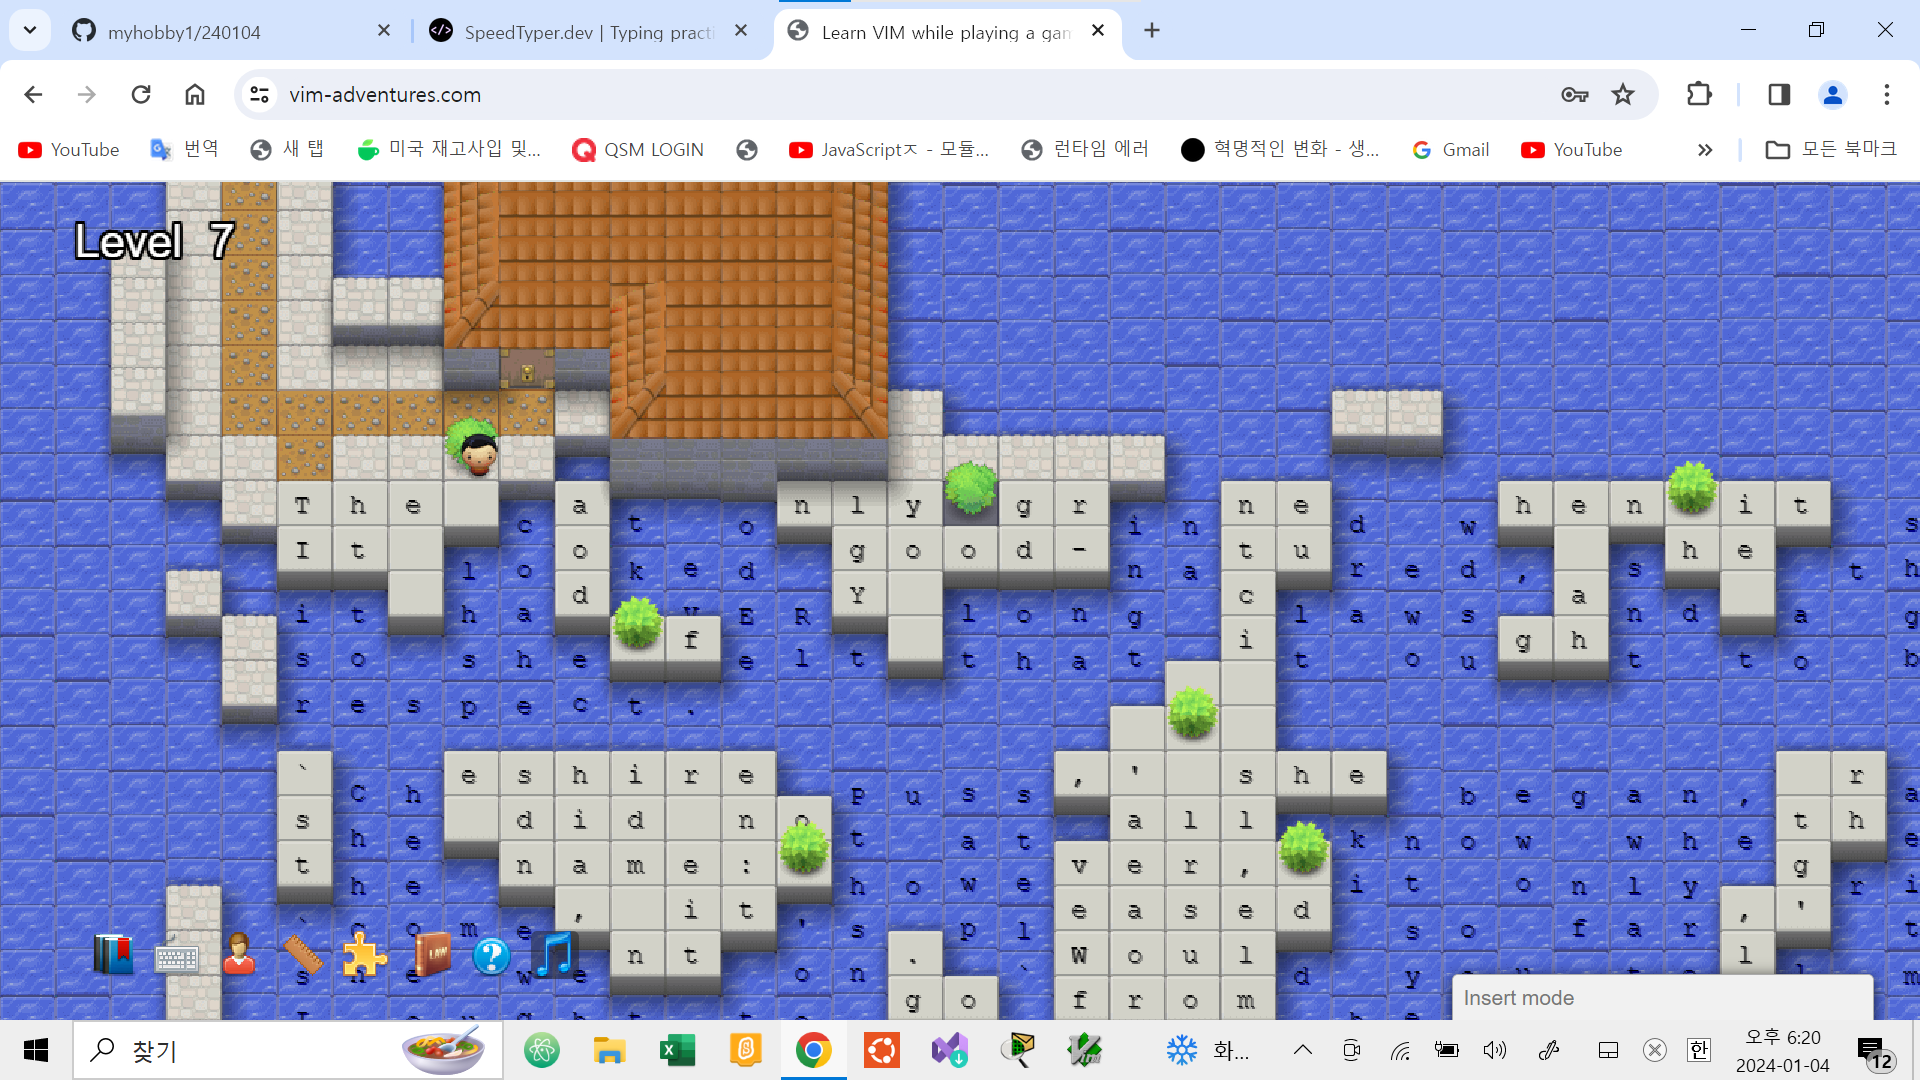 myhobby1/240104
SpeedTyper.dev | Typing practi
Learn VIM while playing a gam
vim-adventures.com
YouTube 번역 새 탭 미국 재고사입 및... QSM LOGIN JavaScriptㅈ - 모듈... 런타임 에러 혁명적인 변화 - 생... Gmail YouTube » 모든 북마크
Level 7
T h e c a t o n l y g r i n n e d w h e n i t s
I t l o o k e d g o o d - n a t u r e d , s h e t h
i t h a d v E R Y l o n g c l a w s a n d a g
s o s h e f e l t t h a t i t o u g h t t o b
r e s p e c t .
` C h e s h i r e P u s s , ' s h e b e g a n , r a
s h e d i d n o t a t a l l k n o w w h e t h e
t h e n a m e : h o w e v e r , i t o n l y g r i
` C o m e , i t ' s p l e a s e d s o f a r , ' t
s h e w e n t o n . ` W o u l d y l m
g o f r o m
Insert mode
찾기
화...
한
오후 6:20
2024-01-04
12